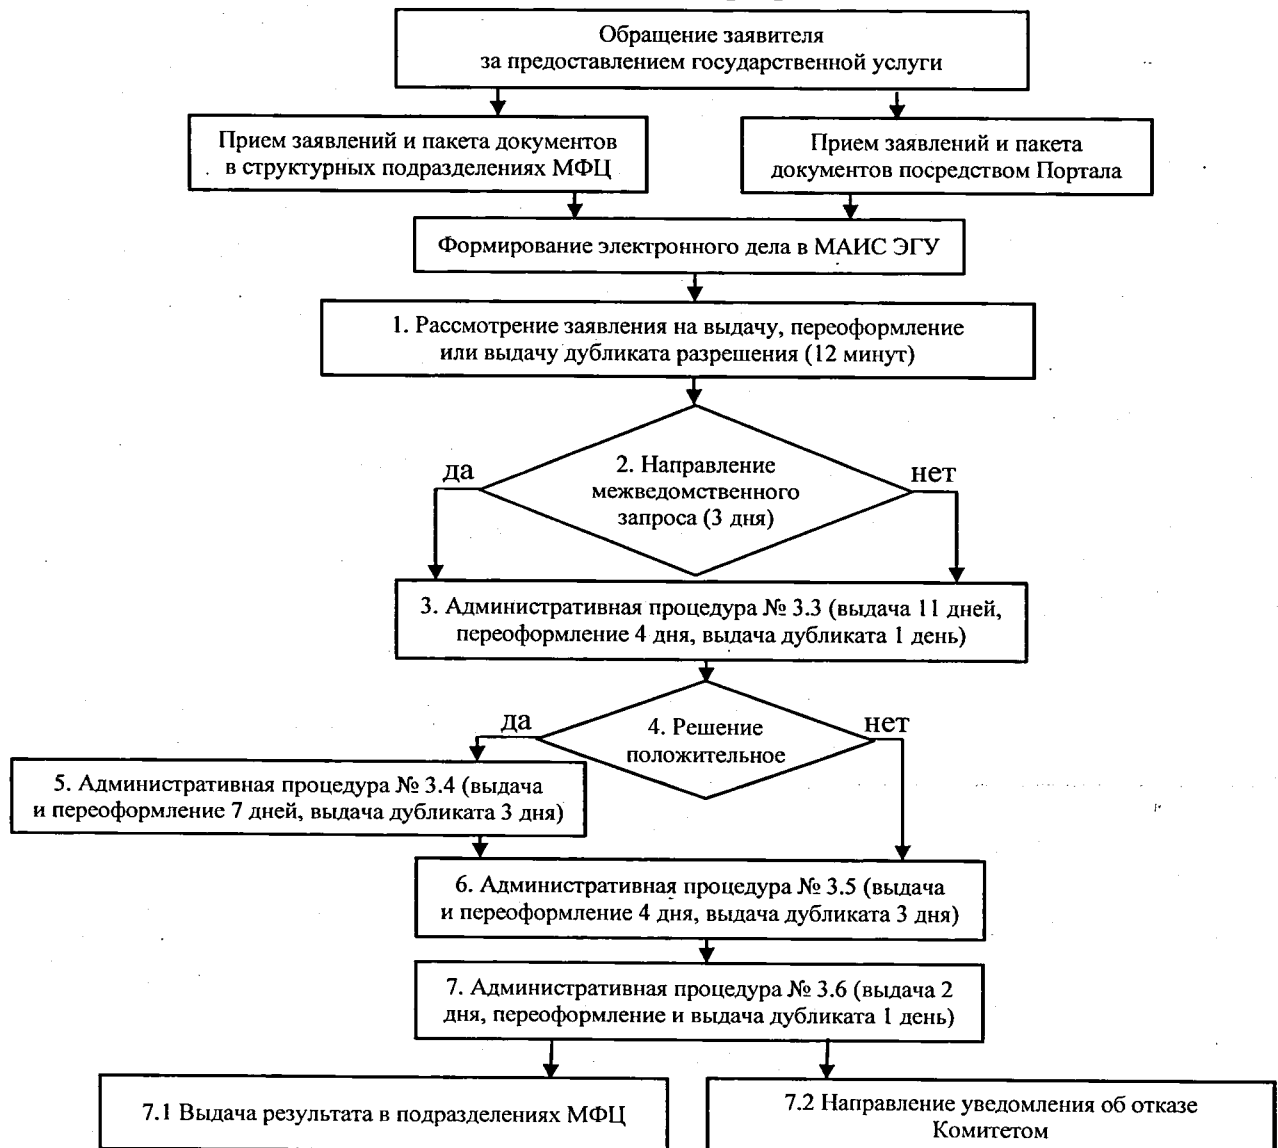 Обращение заявителя
за предоставлением государственной услуги
Прием заявлений и пакета документов
в структурных подразделениях МФЦ
Прием заявлений и пакета
документов посредством Портала
Формирование электронного дела в МАИС ЭГУ
1. Рассмотрение заявления на выдачу, переоформление
или выдачу дубликата разрешения (12 минут)
да
2. Направление
межведомственного
запроса (3 дня)
нет
3. Административная процедура № 3.3 (выдача 11 дней,
переоформление 4 дня, выдача дубликата 1 день)
да
4. Решение
положительное
нет
5. Административная процедура № 3.4 (выдача
и переоформление 7 дней, выдача дубликата 3 дня)
6. Административная процедура № 3.5 (выдача
и переоформление 4 дня, выдача дубликата 3 дня)
7. Административная процедура № 3.6 (выдача 2
дня, переоформление и выдача дубликата 1 день)
7.1 Выдача результата в подразделениях МФЦ
7.2 Направление уведомления об отказе
Комитетом